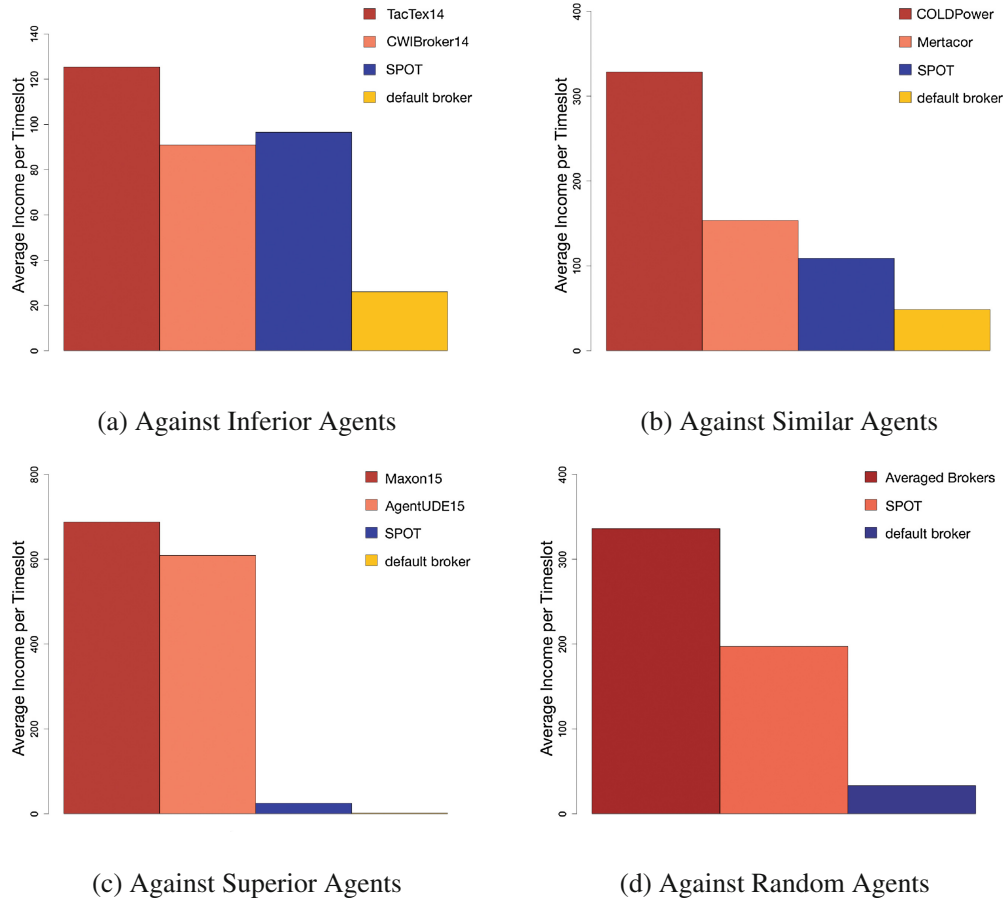 TacTex14
CWIBroker14
SPOT
default broker
Average Income per Timeslot
140
120
100
80
60
40
20
0
(a) Against Inferior Agents
COLDPower
Mertacor
SPOT
default broker
Average Income per Timeslot
400
300
200
100
0
(b) Against Similar Agents
Maxon15
AgentUDE15
SPOT
default broker
Average Income per Timeslot
800
600
400
200
0
(c) Against Superior Agents
Averaged Brokers
SPOT
default broker
Average Income per Timeslot
400
300
200
100
0
(d) Against Random Agents